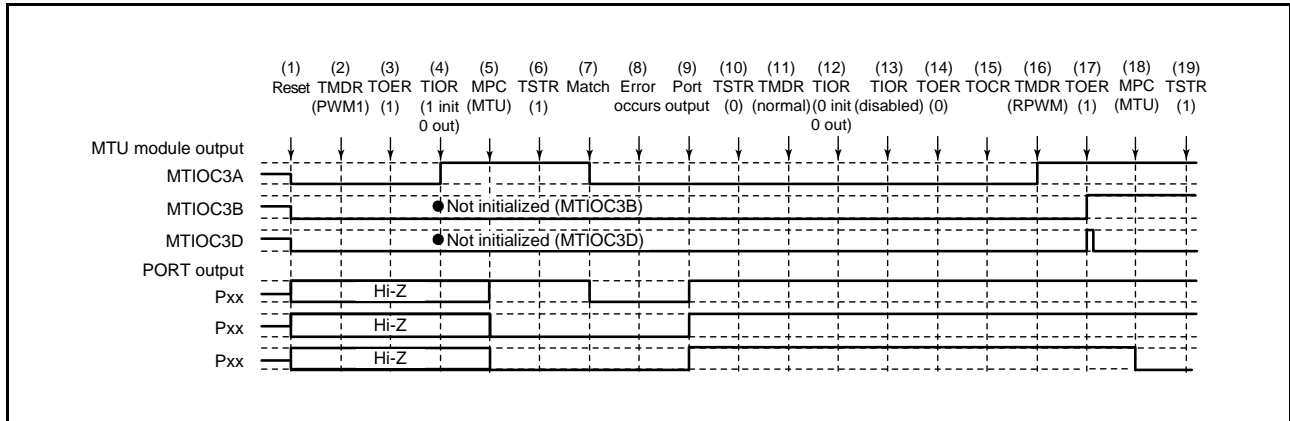 (1) (2) (3) (4) (5) (6) (7) (8) (9) (10) (11) (12) (13) (14) (15) (16) (17) (18) (19)
Reset TMDR TOER TIOR MPC TSTR Match Error Port TSTR TMDR TIOR TIOR TOER TOCR TMDR TOER MPC TSTR
(PWM1) (1) (1 init (MTU) (1) occurs output (0) (normal) (0 init (disabled) (0) (RPWM) (1) (MTU) (1)
0 out) 0 out)
MTU module output
MTIOC3A
MTIOC3B Not initialized (MTIOC3B)
MTIOC3D Not initialized (MTIOC3D)
PORT output
Pxx Hi-Z
Pxx Hi-Z
Pxx Hi-Z